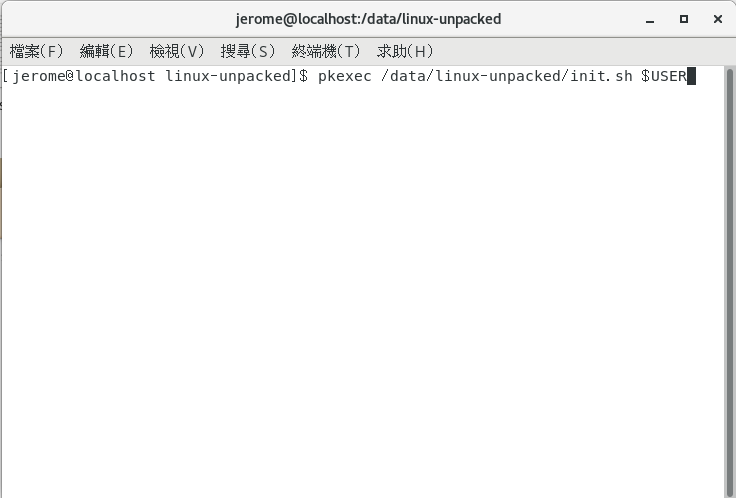 jerome@localhost:/data/linux-unpacked
檔案(F) 編輯(E) 檢視(V) 搜尋(S) 終端機(T) 求助(H)
[jerome@localhost linux-unpacked]$ pkexec /data/linux-unpacked/init.sh $USER